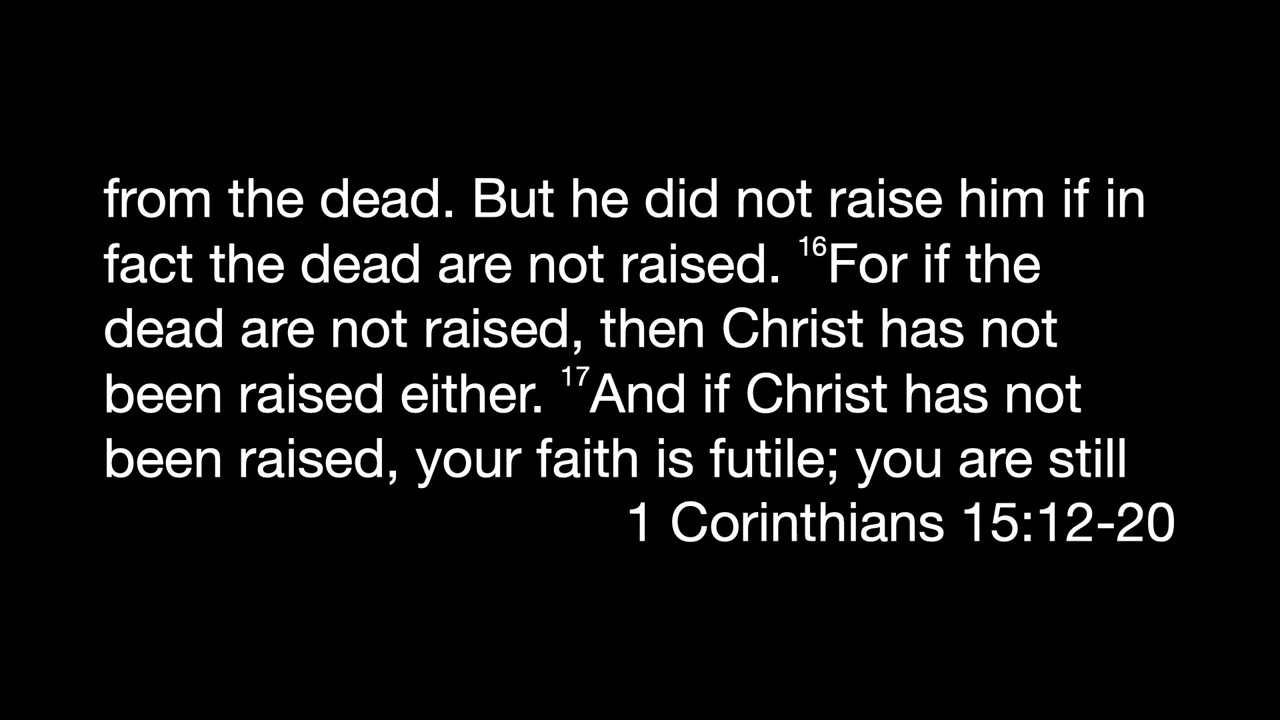 from the dead. But he did not raise him if in
fact the dead are not raised. 16For if the
dead are not raised, then Christ has not
been raised either. 17And if Christ has not
been raised, your faith is futile; you are still
1 Corinthians 15:12-20